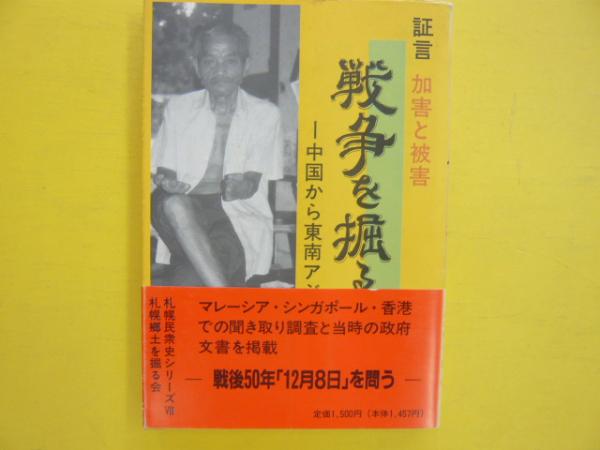 証言 加害と被害
戦争を掘る
ー中国から東南ア
マレーシア・シンガポール・香港
での聞き取り調査と当時の政府
文書を掲載
― 戦後50年「12月8日」を問う ―
定価1,500円（本体1,457円）
札幌民衆史シリーズⅦ
札幌郷土を掘る会